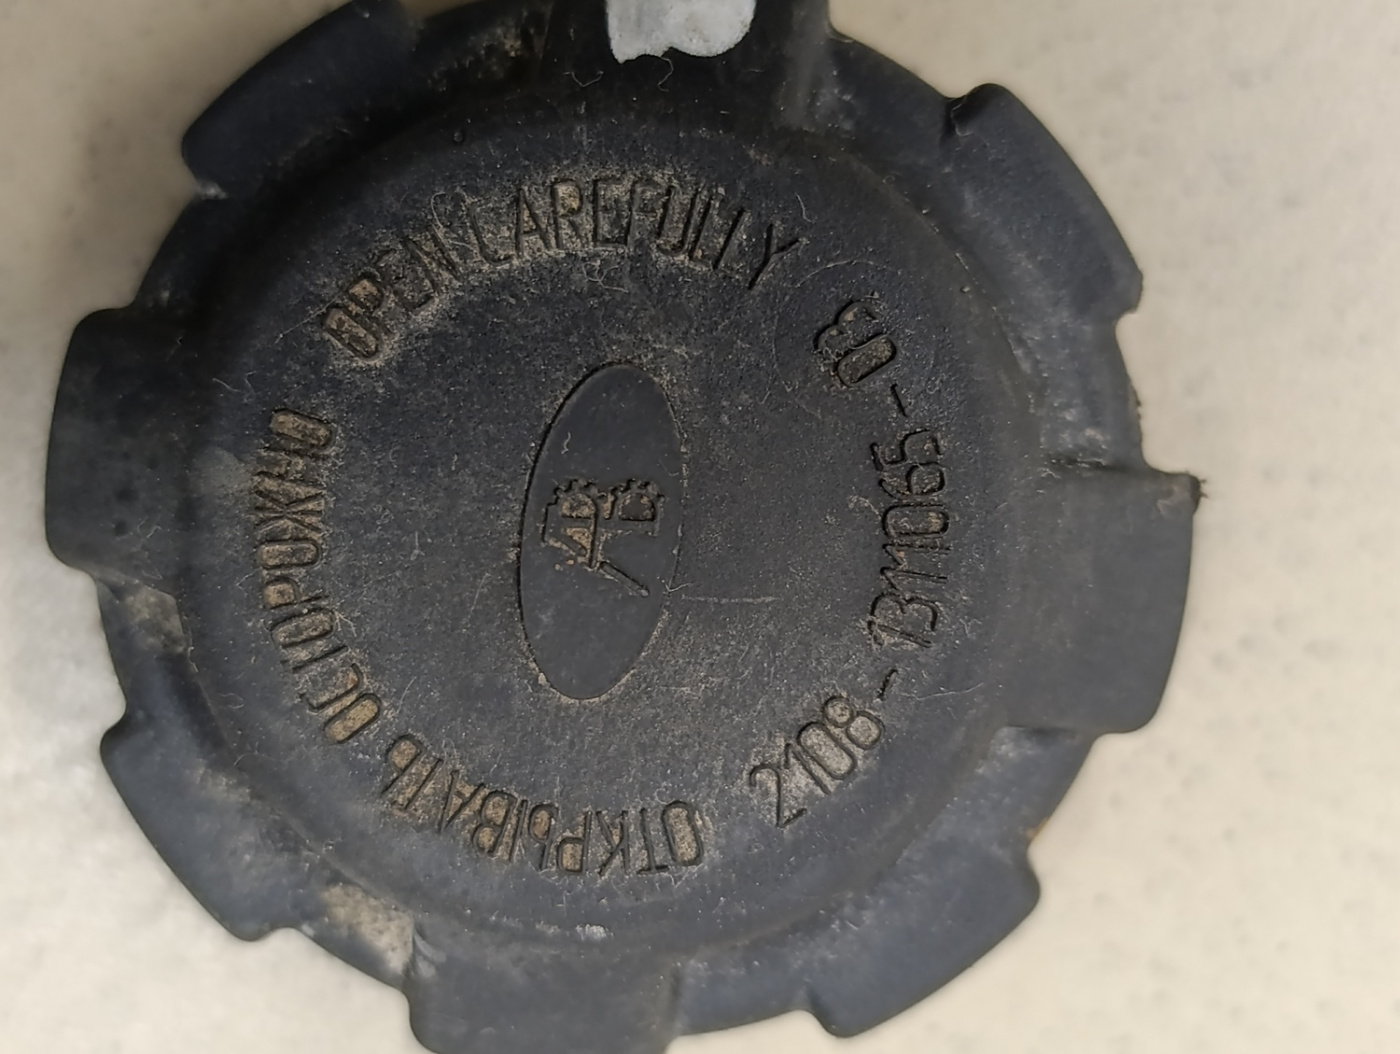 OPEN CAREFULLY
ОТКРЫВАТЬ ОСТОРОЖНО
2108-1311065-03